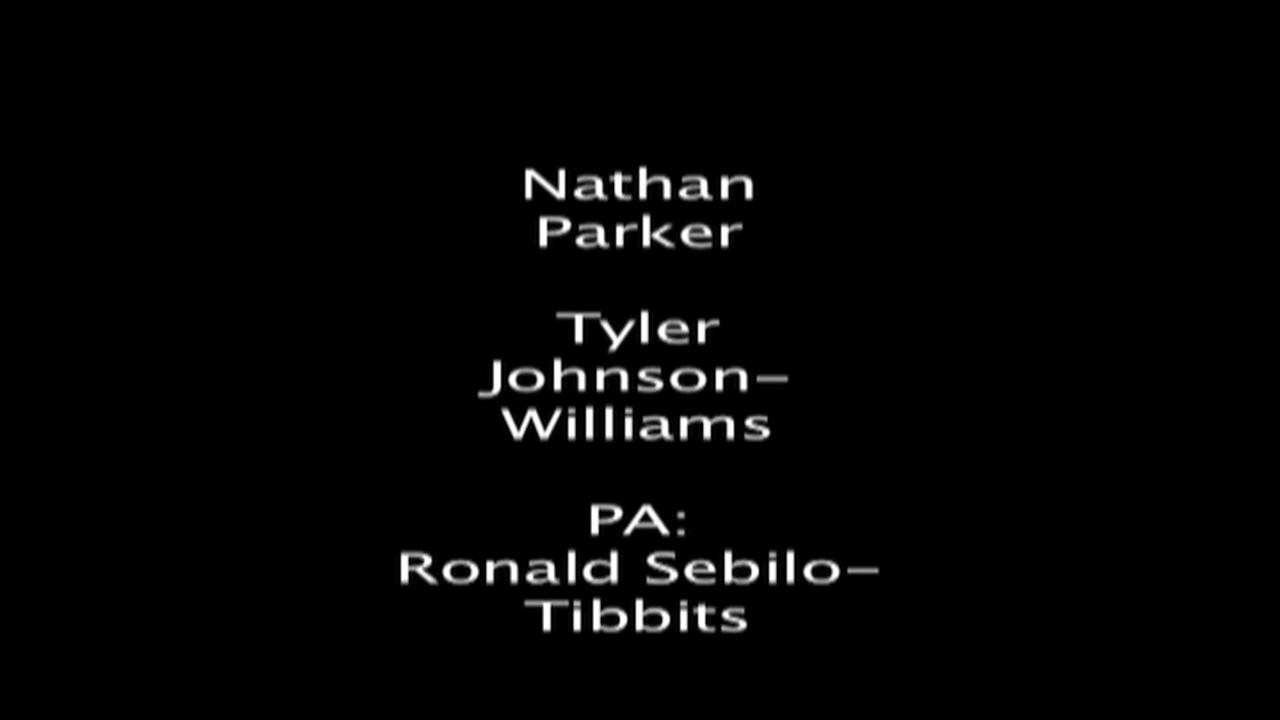 Nathan
Parker
Tyler
Johnson–
Williams
PA:
Ronald Sebilo–
Tibbits